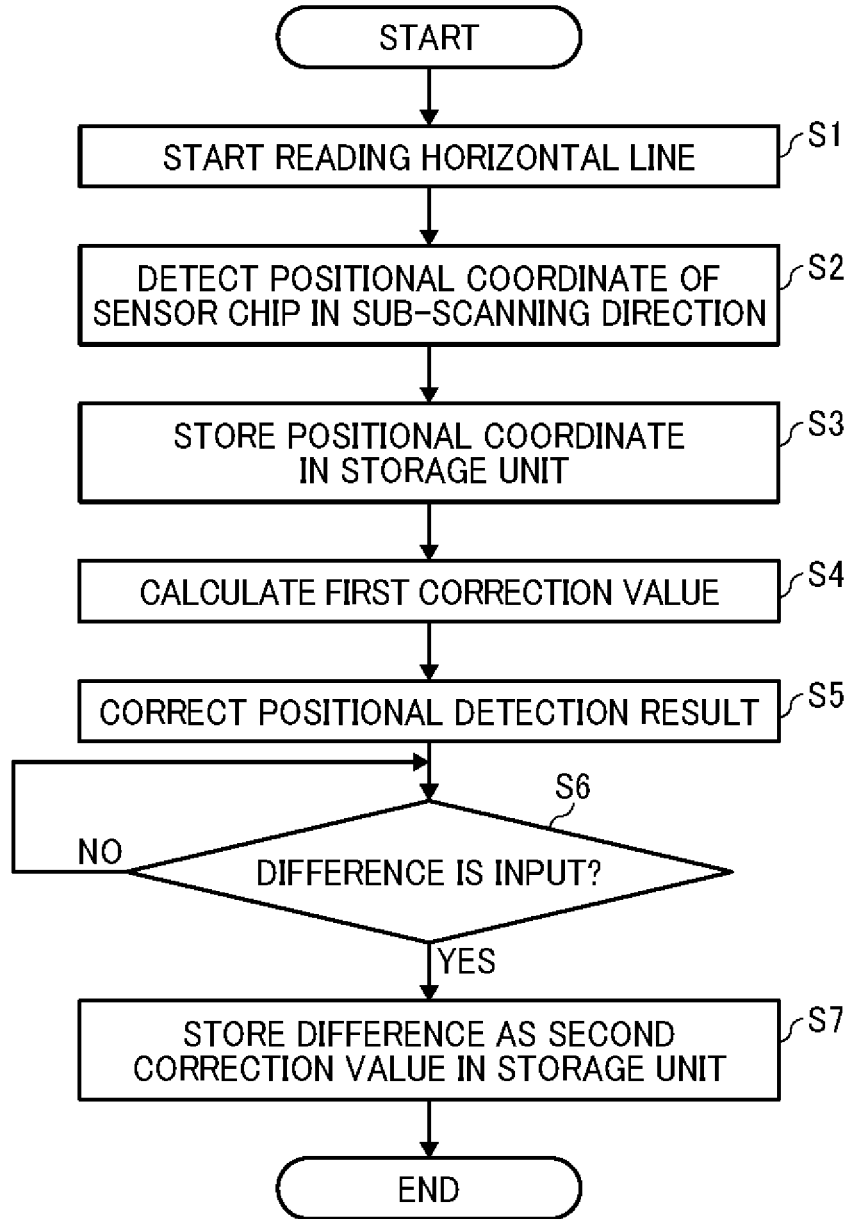 START
START READING HORIZONTAL LINE
S1
DETECT POSITIONAL COORDINATE OF
SENSOR CHIP IN SUB-SCANNING DIRECTION
S2
STORE POSITIONAL COORDINATE
IN STORAGE UNIT
S3
CALCULATE FIRST CORRECTION VALUE
S4
CORRECT POSITIONAL DETECTION RESULT
S5
S6
DIFFERENCE IS INPUT?
NO
YES
STORE DIFFERENCE AS SECOND
CORRECTION VALUE IN STORAGE UNIT
S7
END